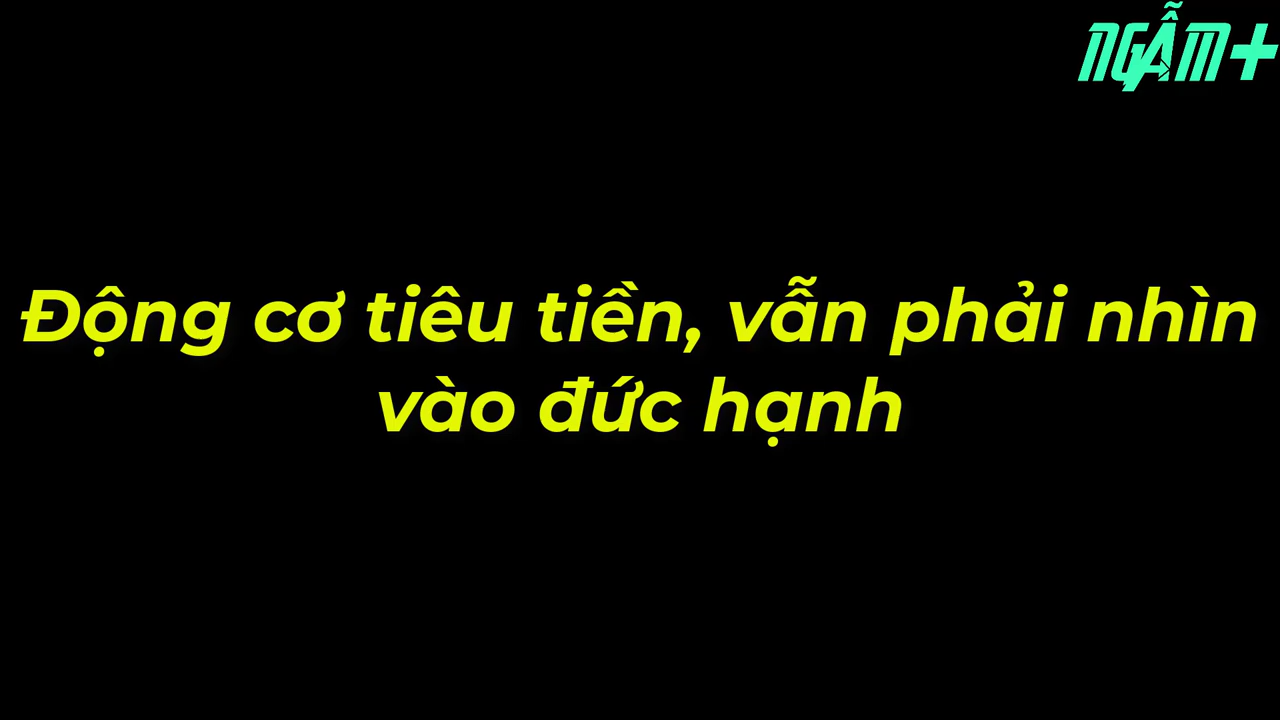 NGẪM+
Động cơ tiêu tiền, vẫn phải nhìn
vào đức hạnh